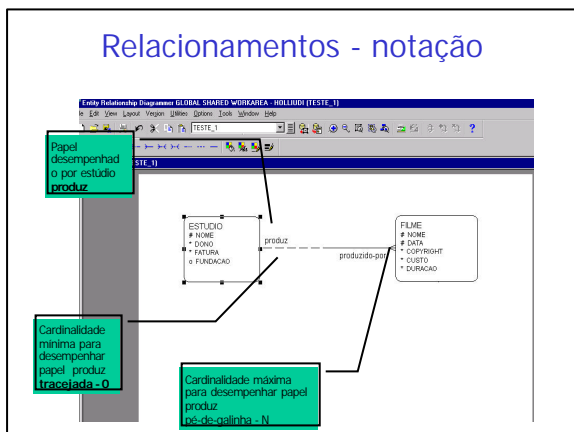 Relacionamentos - notação
Entity Relationship Diagrammer GLOBAL SHARED WORKAREA - HOLLIJUDI (TESTE_1)
Edit View Layout Version Utilities Options Tools Window Help
TESTE_1
STE_1)
Papel
desempenhad
o por estúdio
produz
ESTUDIO
# NOME
* DONO
* FATURA
o FUNDACAO
produz
produzido-por
FILME
# NOME
# DATA
* COPYRIGHT
* CUSTO
* DURACAO
Cardinalidade
mínima para
desempenhar
papel produz
tracejada - 0
Cardinalidade máxima
para desempenhar papel
produz
pé-de-galinha - N